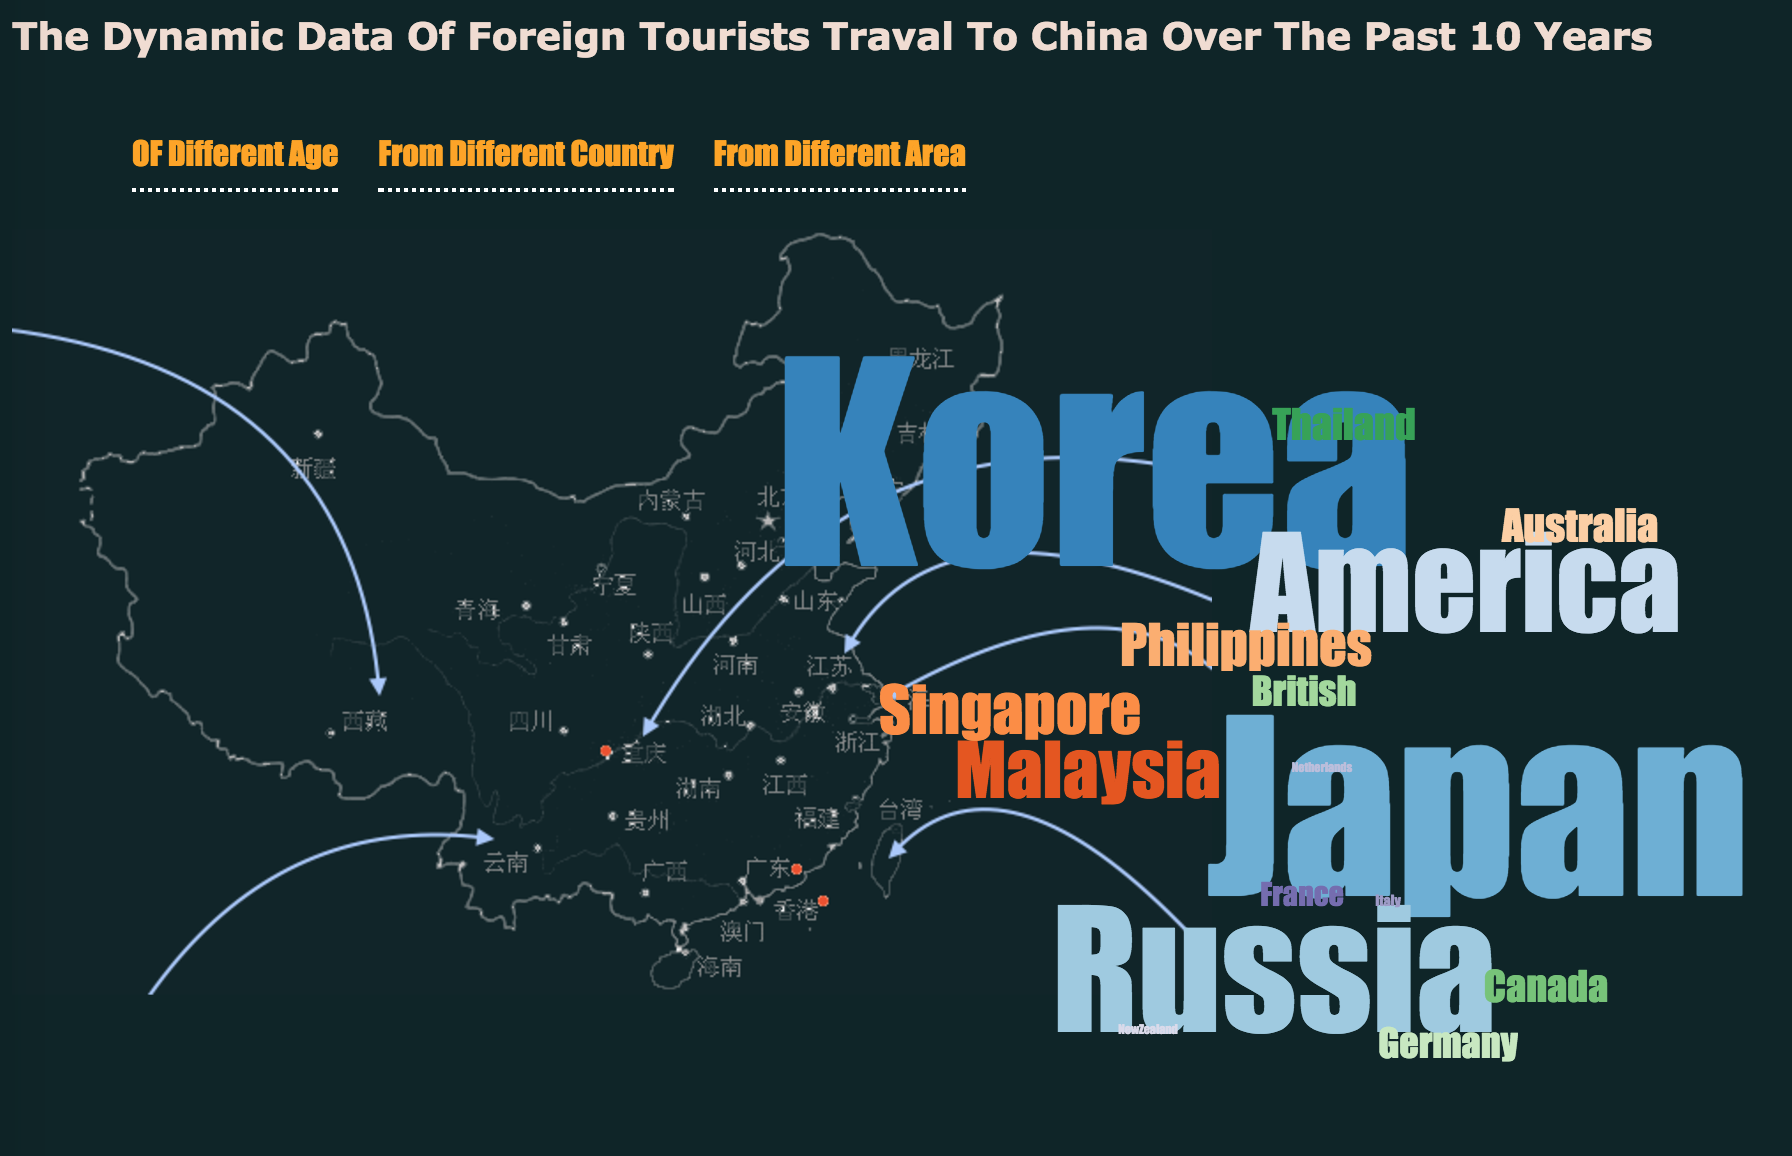 The Dynamic Data Of Foreign Tourists Traval To China Over The Past 10 Years
OF Different Age From Different Country From Different Area
黑龙江
Korea
Thailand
新疆
内蒙古
Australia
America
河北
宁夏
青海
山西
山东
陕西
甘肃
Philippines
河南
江苏
British
Singapore
西藏
四川
湖北
安徽
浙江
重庆
Malaysia
Japan
Netherlands
湖南
江西
台湾
贵州
福建
云南
广西
广东
France
Italy
香港
澳门
Russia
海南
Canada
NewZealand
Germany